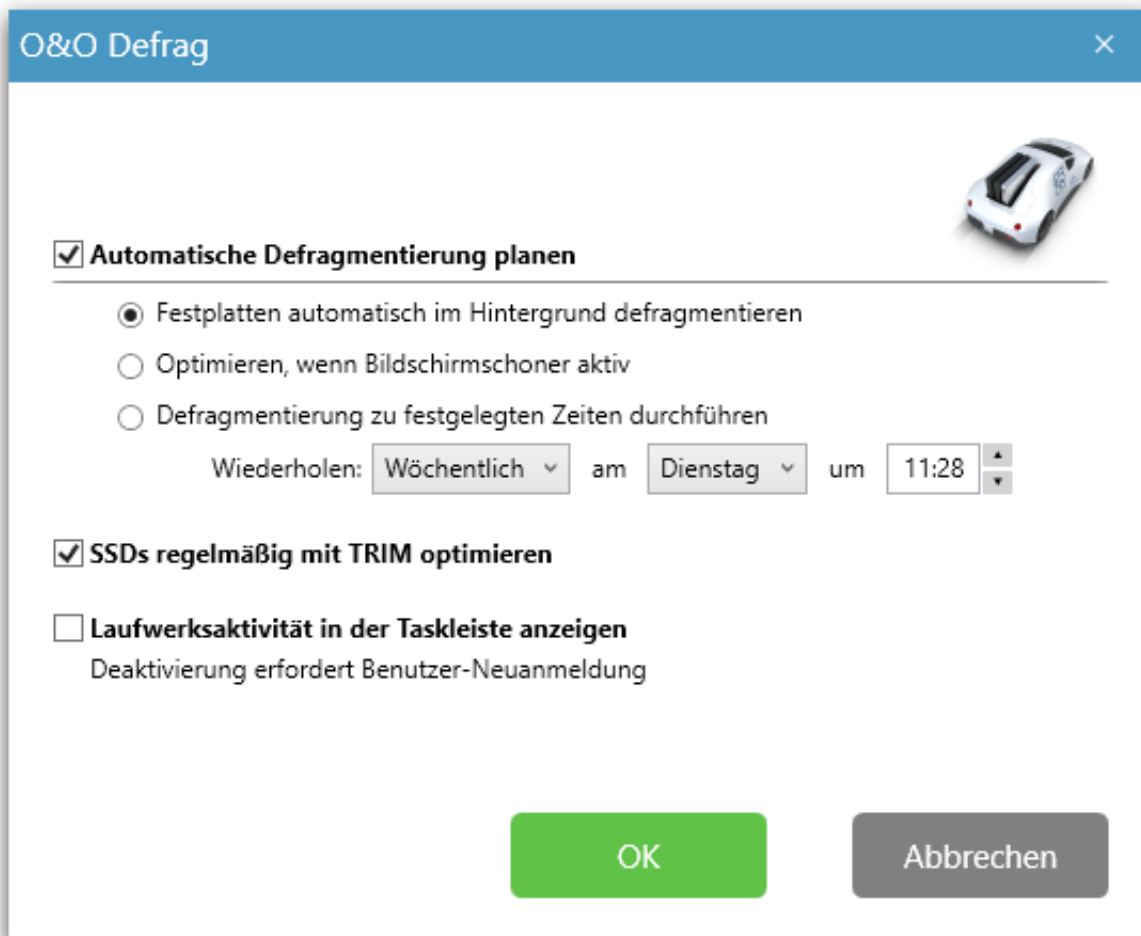 O&O Defrag
Automatische Defragmentierung planen
Festplatten automatisch im Hintergrund defragmentieren
Optimieren, wenn Bildschirmschoner aktiv
Defragmentierung zu festgelegten Zeiten durchführen
Wiederholen: Wöchentlich am Dienstag um 11:28
SSDs regelmäßig mit TRIM optimieren
Laufwerksaktivität in der Taskleiste anzeigen
Deaktivierung erfordert Benutzer-Neuanmeldung
OK Abbrechen